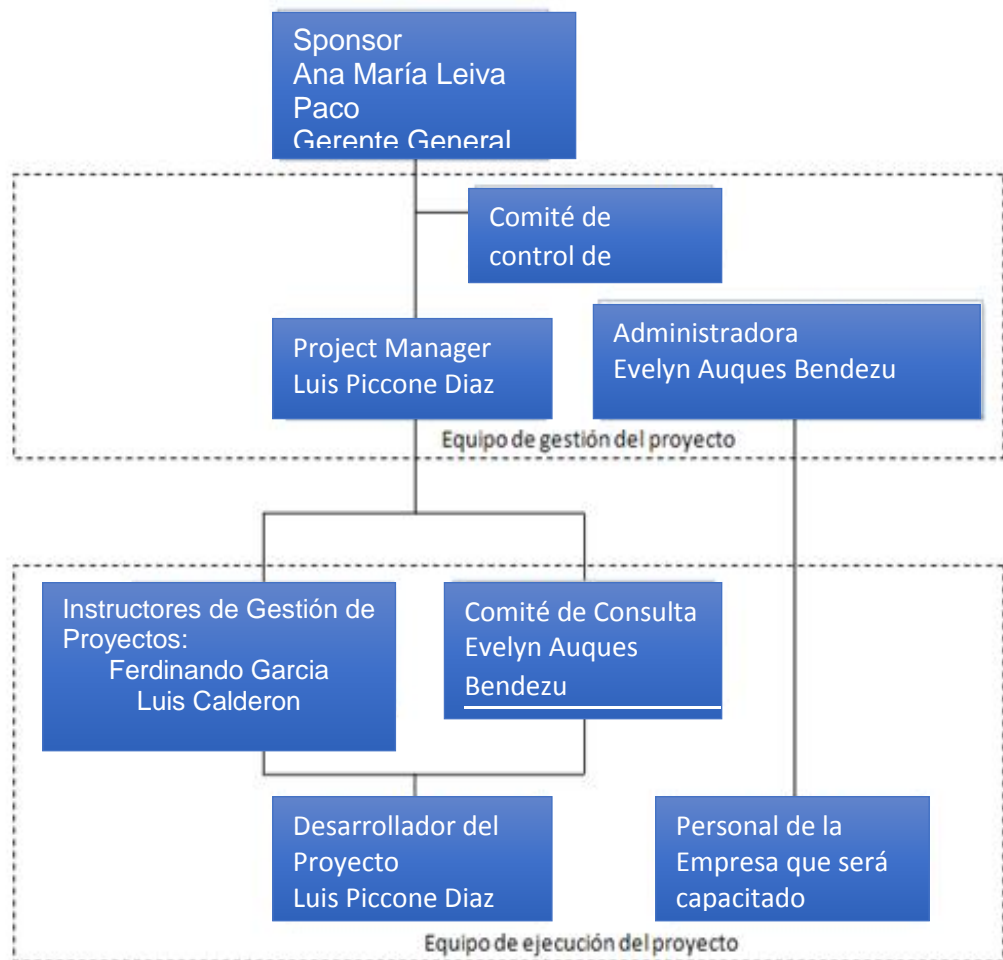 Sponsor
Ana María Leiva
Paco
Gerente General
Comité de
control de
Project Manager
Luis Piccone Diaz
Administradora
Evelyn Auques Bendezu
Equipo de gestión del proyecto
Instructores de Gestión de
Proyectos:
Ferdinando Garcia
Luis Calderon
Comité de Consulta
Evelyn Auques
Bendezu
Desarrollador del
Proyecto
Luis Piccone Diaz
Personal de la
Empresa que será
capacitado
Equipo de ejecución del proyecto